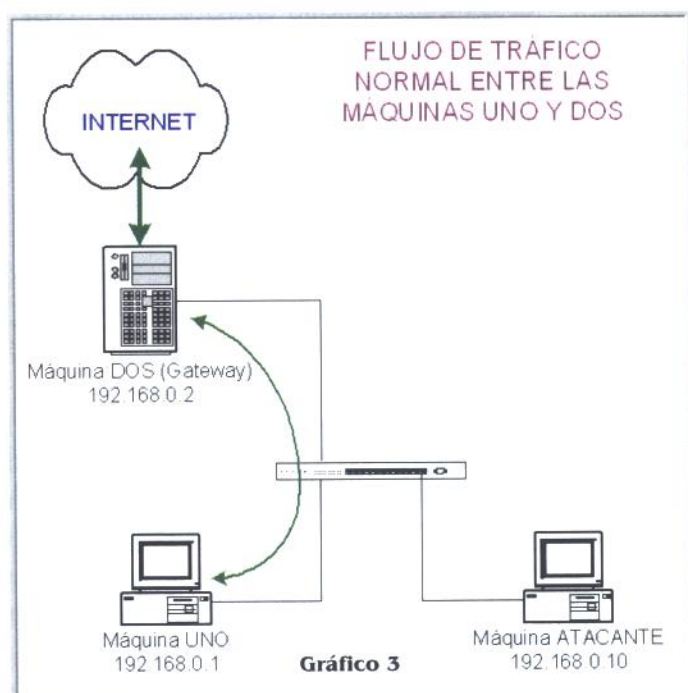 FLUJO DE TRÁFICO
NORMAL ENTRE LAS
MÁQUINAS UNO Y DOS
INTERNET
Máquina DOS (Gateway)
192.168.0.2
Máquina UNO
192.168.0.1
Gráfico 3
Máquina ATACANTE
192.168.0.10